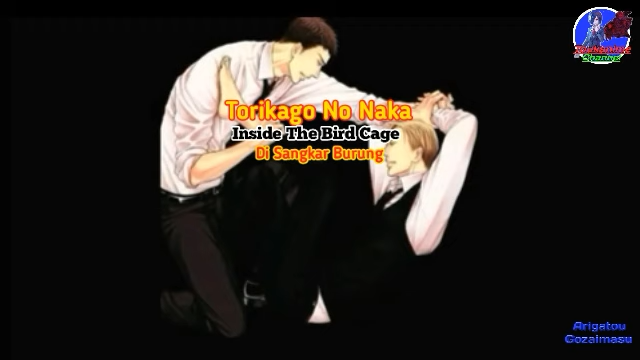 Torikago No Naka
Inside The Bird Cage
Di Sangkar Burung
Arigatou
Gozaimasu